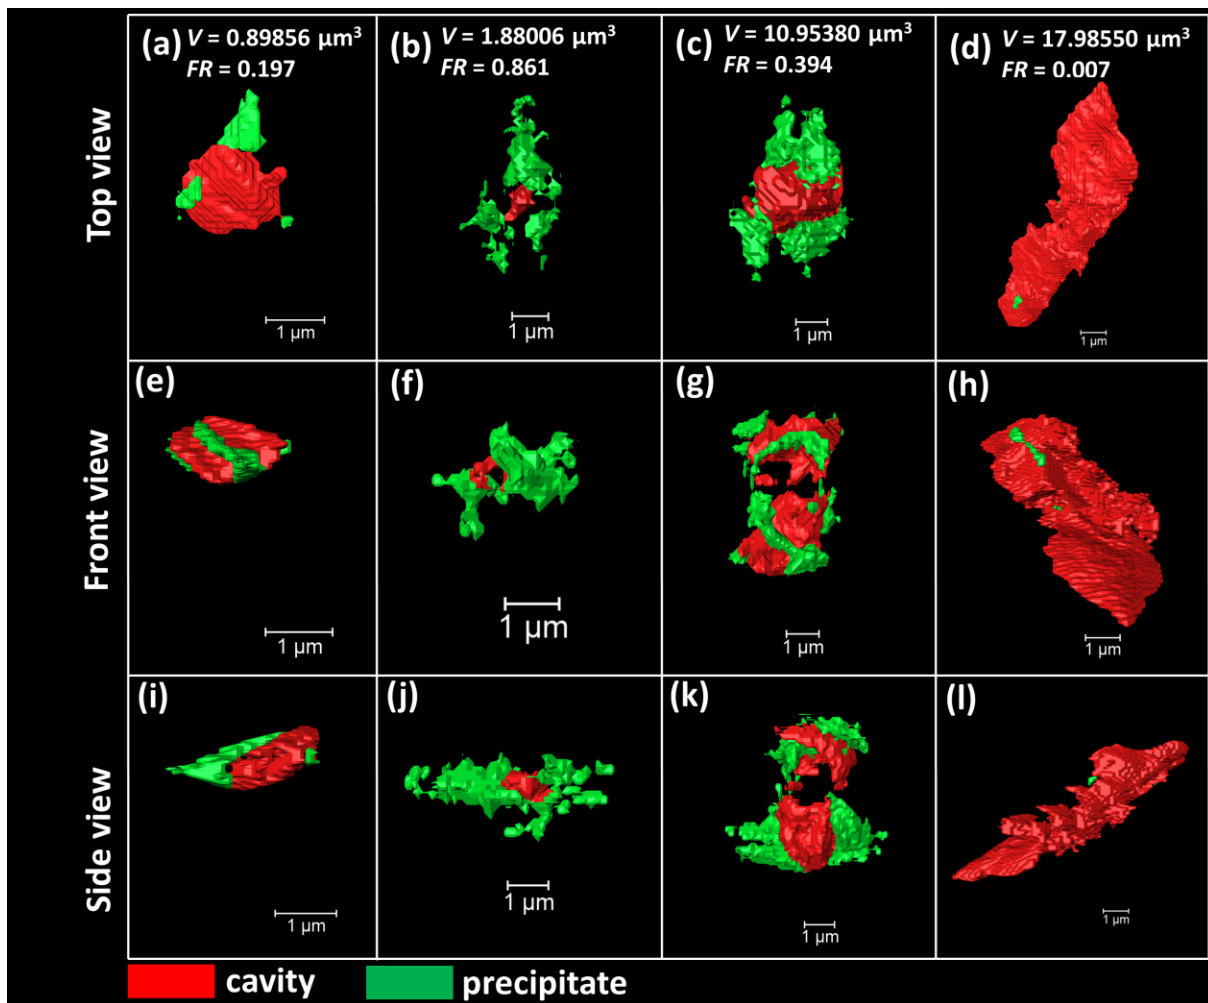 (a) V = 0.89856 µm³
FR = 0.197
(b) V = 1.88006 µm³
FR = 0.861
(c) V = 10.95380 µm³
FR = 0.394
(d) V = 17.98550 µm³
FR = 0.007
Top view
1 µm
1 µm
1 µm
1 µm
(e)
(f)
(g)
(h)
Front view
1 µm
1 µm
1 µm
1 µm
(i)
(j)
(k)
(l)
Side view
1 µm
1 µm
1 µm
1 µm
cavity
precipitate